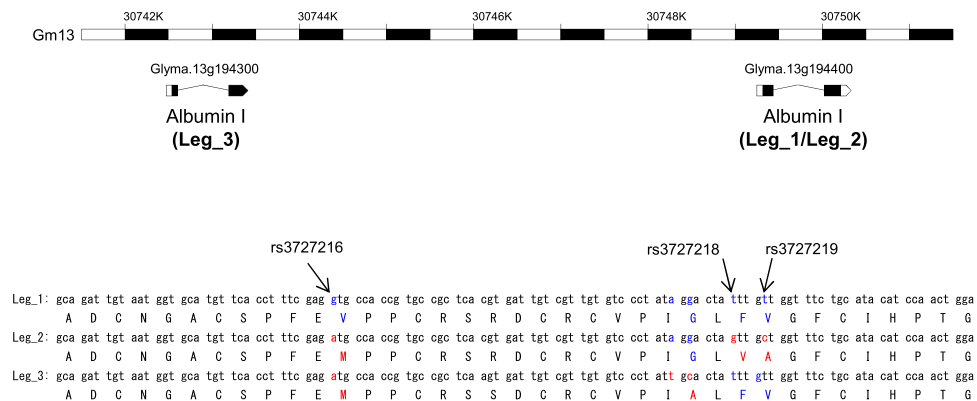 30742K 30744K 30746K 30748K 30750K
Gm13
Glyma.13g194300 Glyma.13g194400
Albumin I Albumin I
(Leg_3) (Leg_1/Leg_2)
rs3727216 rs3727218 rs3727219
Leg_1: gca gat tgt aat ggt gca tgt tca cct ttc gag gtg cca ccg tgc cgc tca cgt gat tgt cgt tgt gtc cct ata gga cta ttt gtt ggt ttc tgc ata cat cca act gga
A D C N G A C S P F E V P P C R S R D C R C V P I G L F V G F C I H P T G
Leg_2: gca gat tgt aat ggt gca tgt tca cct ttc gag atg cca ccg tgc cgc tca cgt gat tgt cgt tgt gtc cct ata gga cta gtt gct ggt ttc tgc ata cat cca act gga
A D C N G A C S P F E M P P C R S R D C R C V P I G L V A G F C I H P T G
Leg_3: gca gat tgt aat ggt gca tgt tca cct ttc gag atg cca ccg tgc cgc tca agt gat tgt cgt tgt gtc cct att gca cta ttt gtt ggt ttc tgc ata cat cca act gga
A D C N G A C S P F E M P P C R S S D C R C V P I A L F V G F C I H P T G